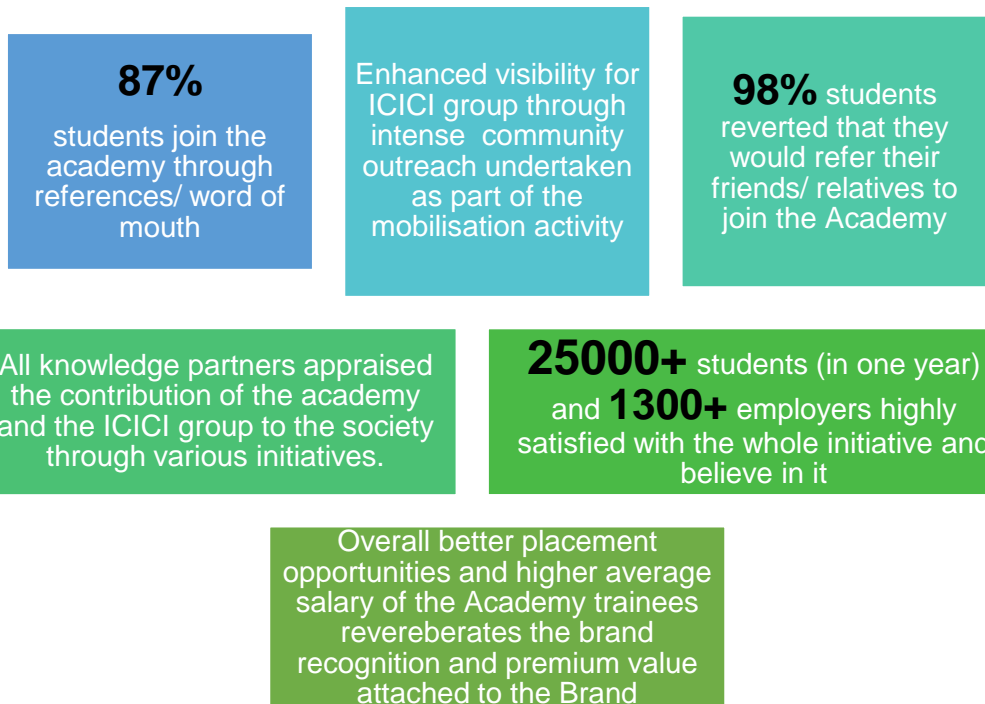 87%
students join the
academy through
references/ word of
mouth
Enhanced visibility for
ICICI group through
intense community
outreach undertaken
as part of the
mobilisation activity
98% students
reverted that they
would refer their
friends/ relatives to
join the Academy
All knowledge partners appraised
the contribution of the academy
and the ICICI group to the society
through various initiatives.
25000+ students (in one year)
and 1300+ employers highly
satisfied with the whole initiative and
believe in it
Overall better placement
opportunities and higher average
salary of the Academy trainees
revereberates the brand
recognition and premium value
attached to the Brand